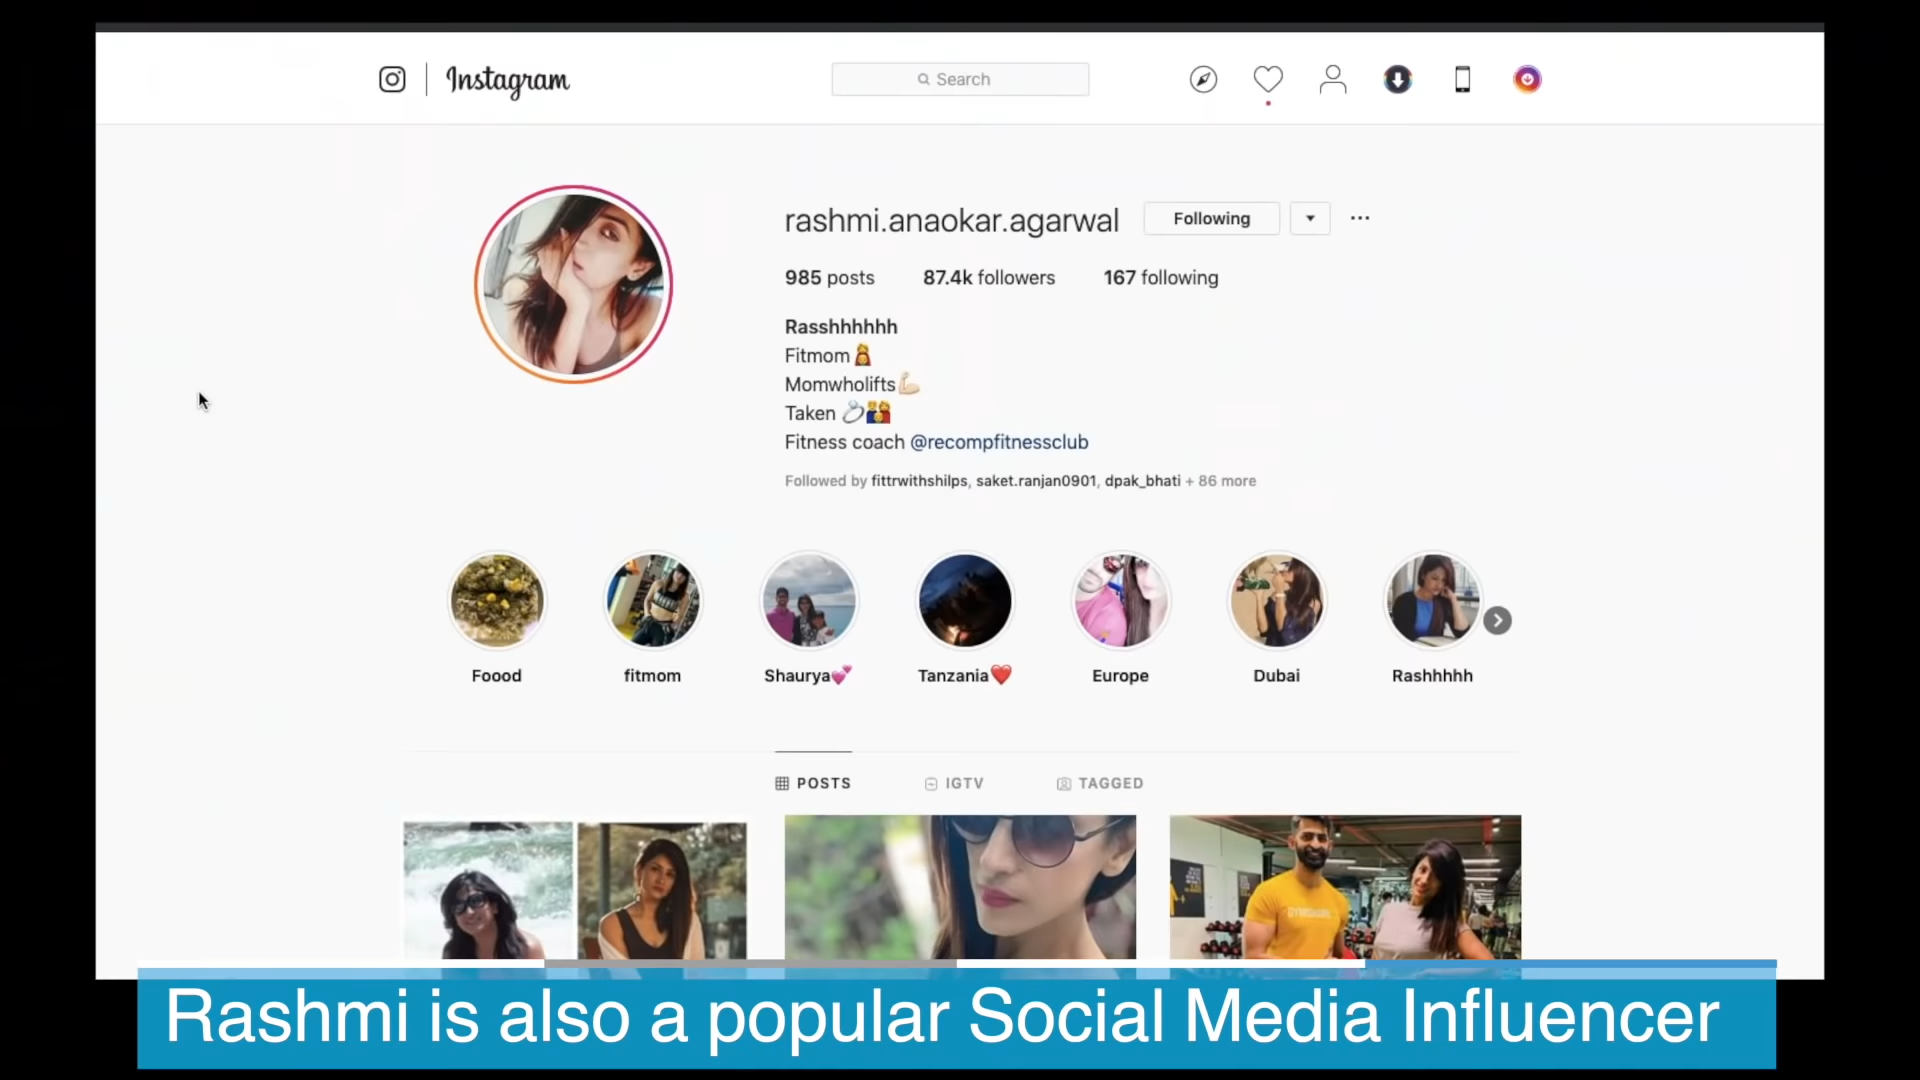 Instagram
Search
rashmi.anaokar.agarwal Following
985 posts 87.4k followers 167 following
Rasshhhhhh
Fitmom
Momwholifts
Taken
Fitness coach @recompfitnessclub
Followed by fittrwithshilps, saket.ranjan0901, dpak_bhati + 86 more
Foood fitmom Shaurya💕 Tanzania❤️ Europe Dubai Rashhhhh
POSTS IGTV TAGGED
Rashmi is also a popular Social Media Influencer